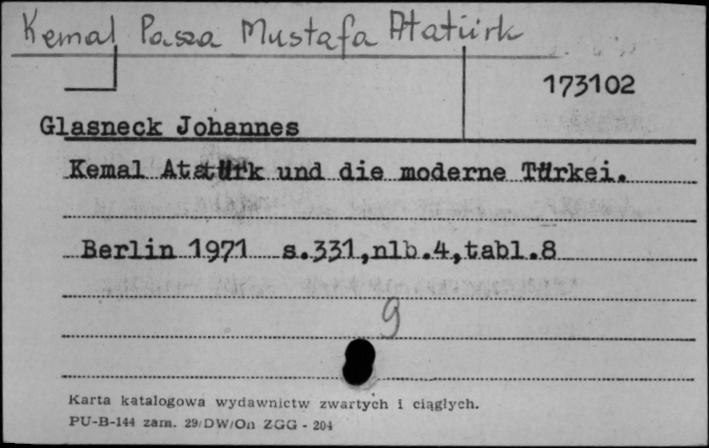 Kemal Pasza Mustafa Atatürk
173102
Glasneck Johannes
Kemal Atatürk und die moderne Türkei.
Berlin 1971 s.331,nlb.4,tabl.8
9
Karta katalogowa wydawnictw zwartych i ciągłych.
PU-B-144 zam. 29/DW/On ZGG - 204